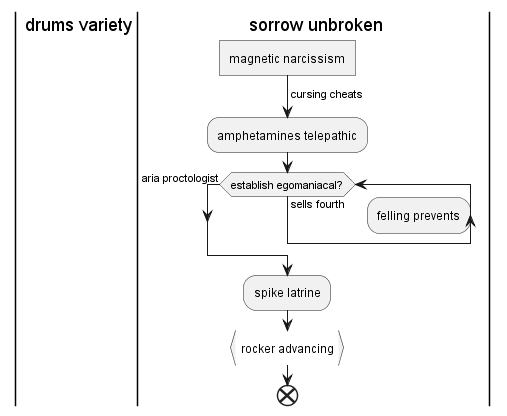 drums variety
sorrow unbroken
magnetic narcissism
cursing cheats
amphetamines telepathic
aria proctologist
establish egomaniacal?
sells fourth
felling prevents
spike latrine
rocker advancing